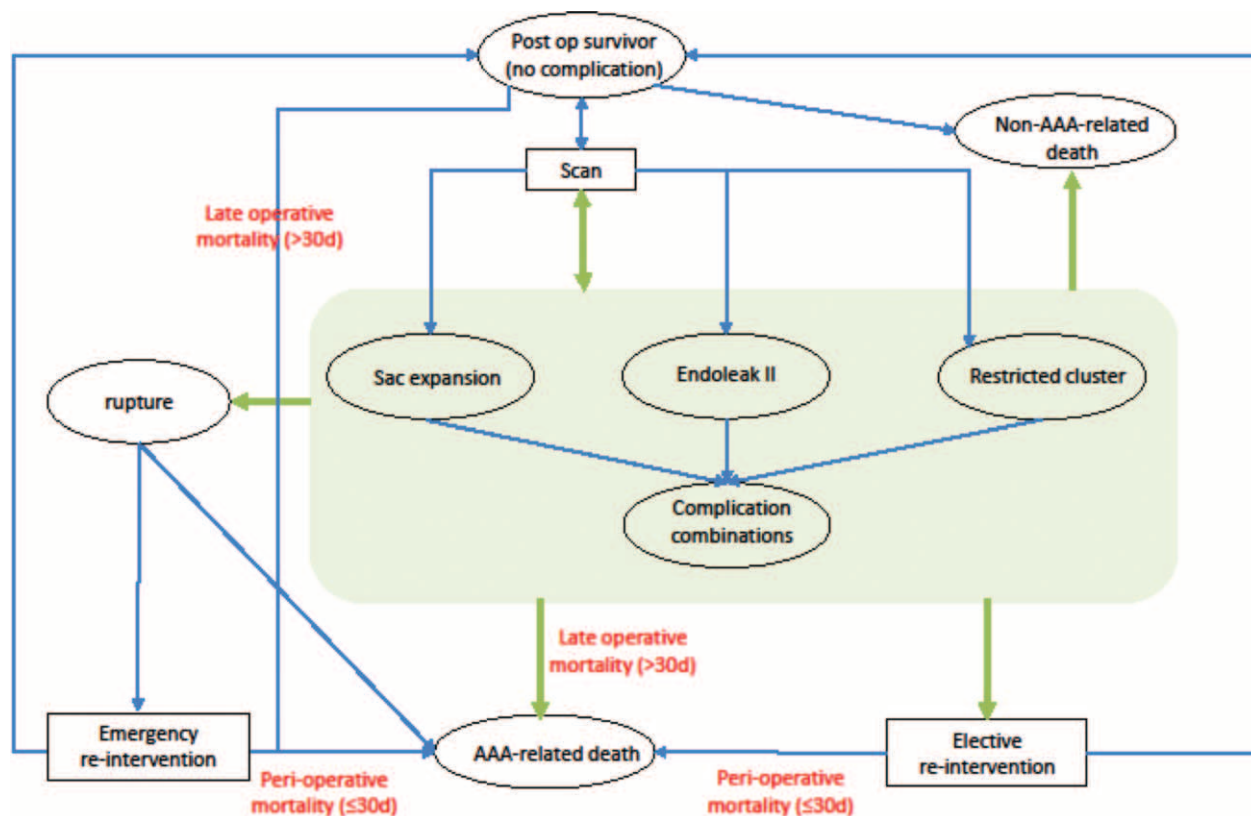 Post op survivor
(no complication)
Non-AAA-related
death
Scan
Late operative
mortality (>30d)
Sac expansion
Endoleak II
Restricted cluster
rupture
Complication
combinations
Late operative
mortality (>30d)
Emergency
re-intervention
AAA-related death
Elective
re-intervention
Peri-operative
mortality (≤30d)
Peri-operative
mortality (≤30d)